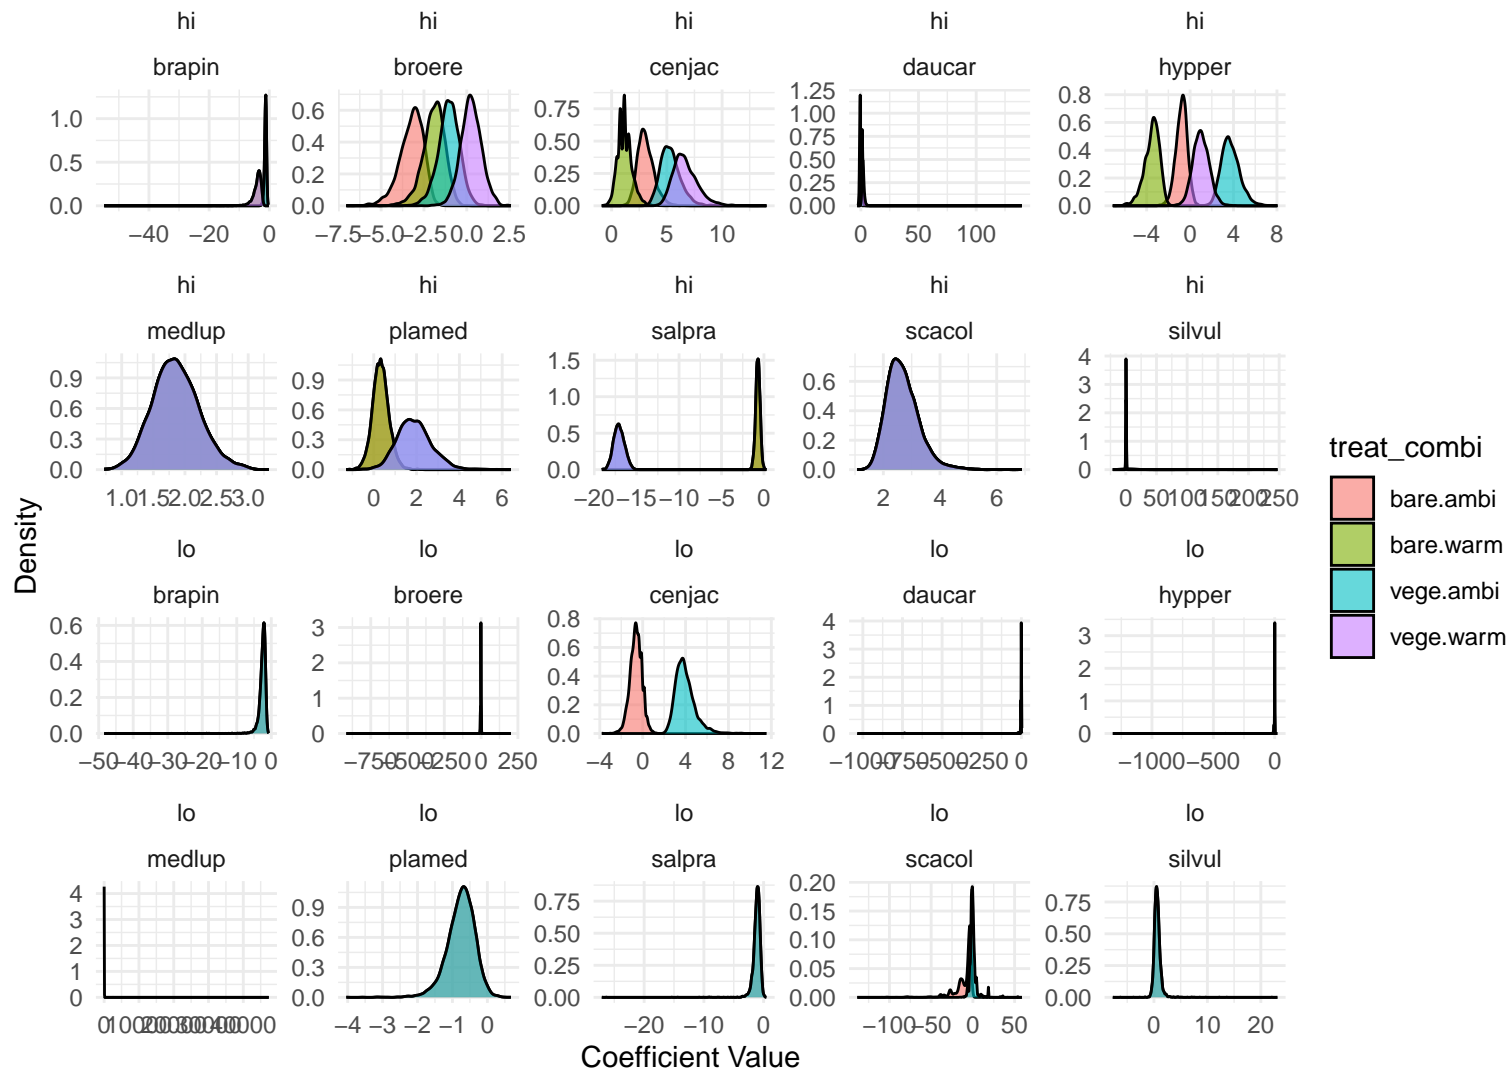 hi hi hi hi hi
brapin broere cenjac daucar hypper
1.0 0.5 0.0
0.6 0.4 0.2 0.0
0.75 0.50 0.25 0.00
1.25 1.00 0.75 0.50 0.25 0.00
0.8 0.6 0.4 0.2 0.0
−40 −20 0
−7.5 −5.0 −2.5 0.0 2.5
0 5 10
0 50 100
−4 0 4 8
hi hi hi hi hi
medlup plamed salpra scacol silvul
0.9 0.6 0.3 0.0
0.9 0.6 0.3 0.0
1.5 1.0 0.5 0.0
0.6 0.4 0.2 0.0
4 3 2 1 0
1.0 1.5 2.0 2.5 3.0
0 2 4 6
−20 −15 −10 −5 0
2 4 6
0 50 100 150 200 250
lo lo lo lo lo
brapin broere cenjac daucar hypper
0.6 0.4 0.2 0.0
3 2 1 0
0.8 0.6 0.4 0.2 0.0
4 3 2 1 0
3 2 1 0
−50 −40 −30 −20 −10 0
−750 −500 −250 0 250
−4 0 4 8 12
−1000 −750 −500 −250 0
−1000 −500 0
lo lo lo lo lo
medlup plamed salpra scacol silvul
4 3 2 1 0
0.9 0.6 0.3 0.0
0.75 0.50 0.25 0.00
0.20 0.15 0.10 0.05 0.00
0.75 0.50 0.25 0.00
0 10000 20000 30000 40000
−4 −3 −2 −1 0
−20 −10 0
−100 −50 0 50
0 10 20
Coefficient Value
Density
treat_combi
bare.ambi
bare.warm
vege.ambi
vege.warm